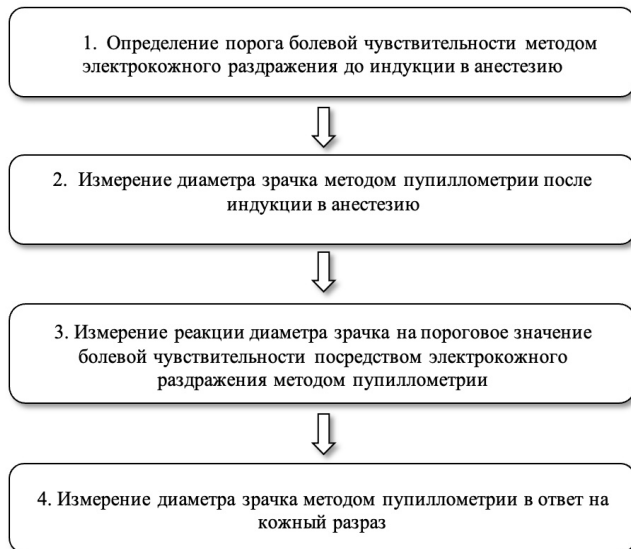 1. Определение порога болевой чувствительности методом
электрокожного раздражения до индукции в анестезию
2. Измерение диаметра зрачка методом пупиллометрии после
индукции в анестезию
3. Измерение реакции диаметра зрачка на пороговое значение
болевой чувствительности посредством электрокожного
раздражения методом пупиллометрии
4. Измерение диаметра зрачка методом пупиллометрии в ответ на
кожный разраз